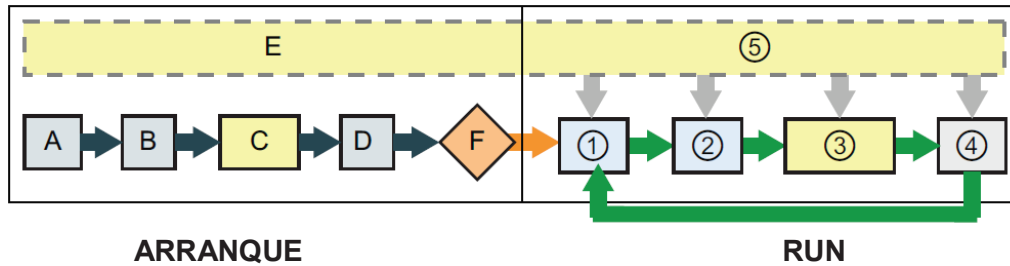 E ⑤
A B C D F ① ② ③ ④
ARRANQUE RUN